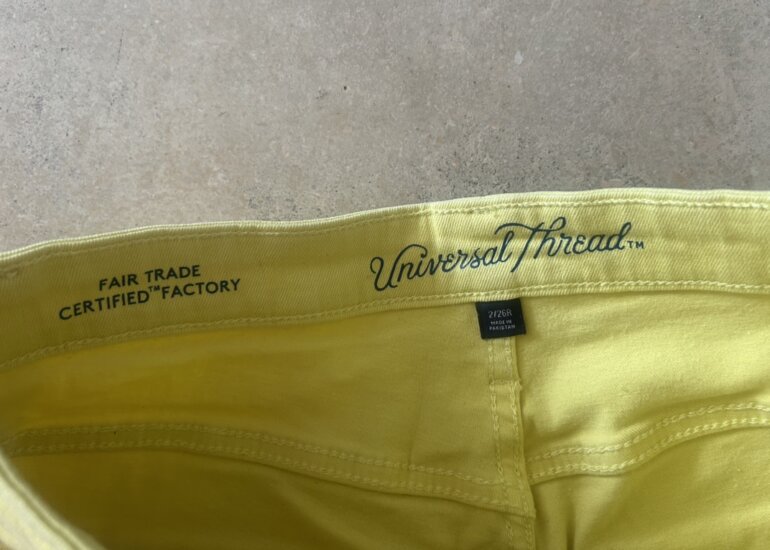 FAIR TRADE
CERTIFIED™ FACTORY
Universal Thread™
2/26R
MADE IN
PAKISTAN